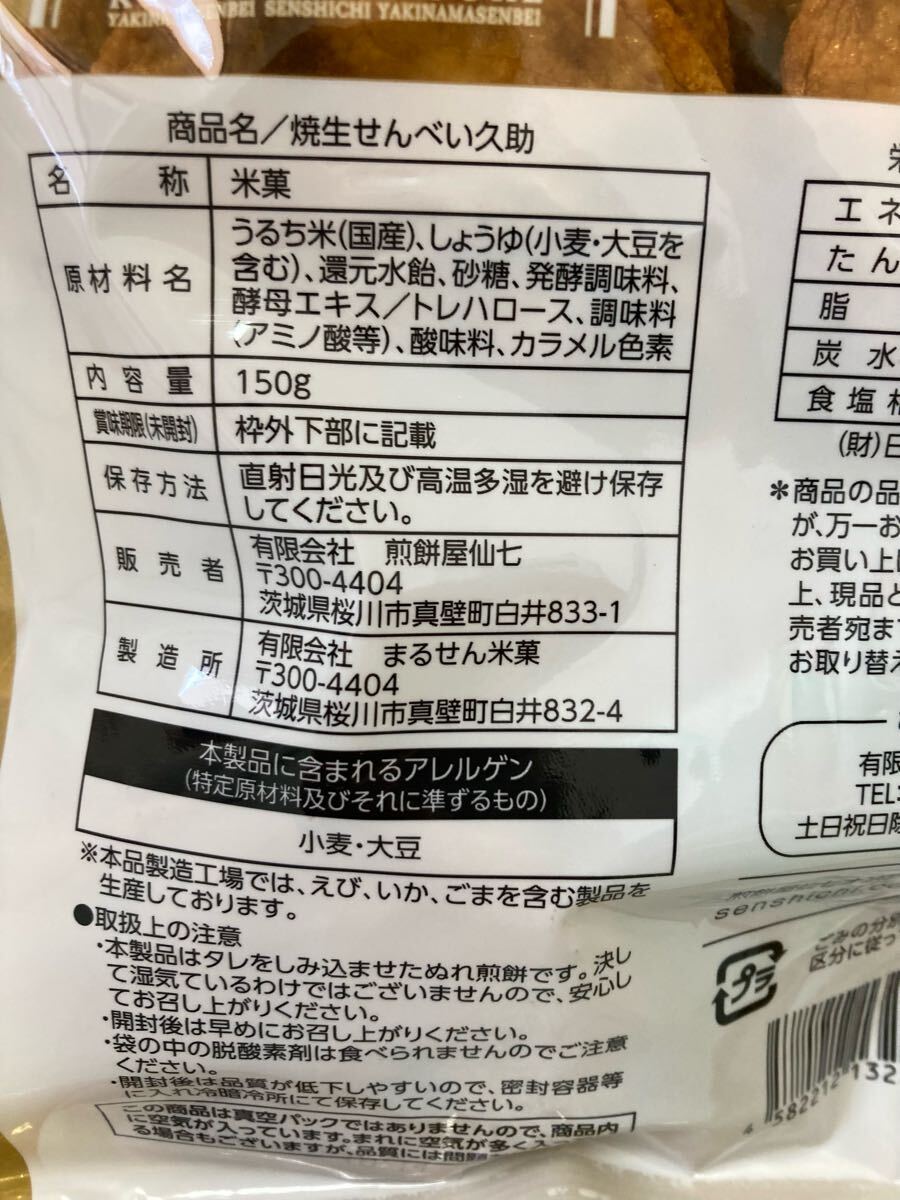 SENBEI SENSHICHI YAKINAMASENBEI
商品名／焼生せんべい久助
名称 米菓
原材料名 うるち米(国産)、しょうゆ(小麦・大豆を
含む)、還元水飴、砂糖、発酵調味料、
酵母エキス／トレハロース、調味料
(アミノ酸等)、酸味料、カラメル色素
内容量 150g
賞味期限(未開封) 枠外下部に記載
保存方法 直射日光及び高温多湿を避け保存
してください。
販売者 有限会社 煎餅屋仙七
〒300-4404
茨城県桜川市真壁町白井833-1
製造所 有限会社 まるせん米菓
〒300-4404
茨城県桜川市真壁町白井832-4
本製品に含まれるアレルゲン
(特定原材料及びそれに準ずるもの)
小麦・大豆
※本品製造工場では、えび、いか、ごまを含む製品を
生産しております。
●取扱上の注意
・本製品はタレをしみ込ませたぬれ煎餅です。決し
て湿気ているわけではございませんので、安心し
てお召し上がりください。
・開封後は早めにお召し上がりください。
・袋の中の脱酸素剤は食べられませんのでご注意
ください。
・開封後は品質が低下しやすいので、密封容器等
に入れ冷暗冷所にて保存してください。
この商品は真空パックではありませんので、商品内
に空気が入っています。まれに空気が多く入
る場合もございますが、品質には問題
エネ
たん
脂
炭水
食塩相
(財)日
＊商品の品
が、万一お
お買い上げ
上、現品と
売者宛ま
お取り替え
有限
TEL:
土日祝日除
senshichi.co
プラ
ごみの分別
区分に従っ
4 582212 132